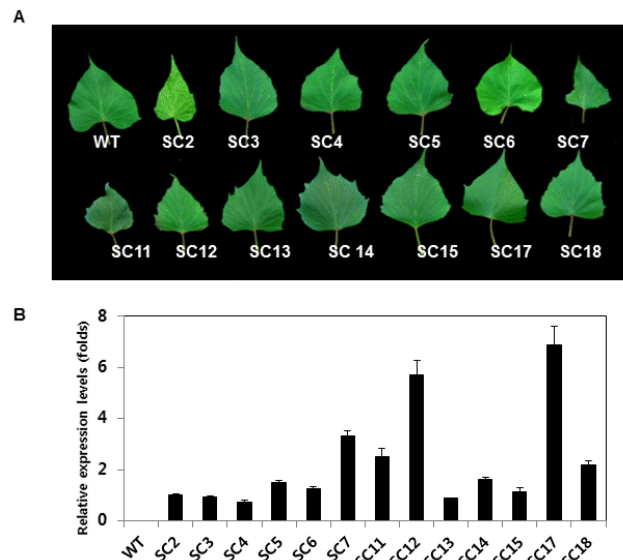 A
WT SC2 SC3 SC4 SC5 SC6 SC7
SC11 SC12 SC13 SC 14 SC15 SC17 SC18
B
Relative expression levels (folds)
8
6
4
2
0
WT SC2 SC3 SC4 SC5 SC6 SC7 SC11 SC12 SC13 SC14 SC15 SC17 SC18